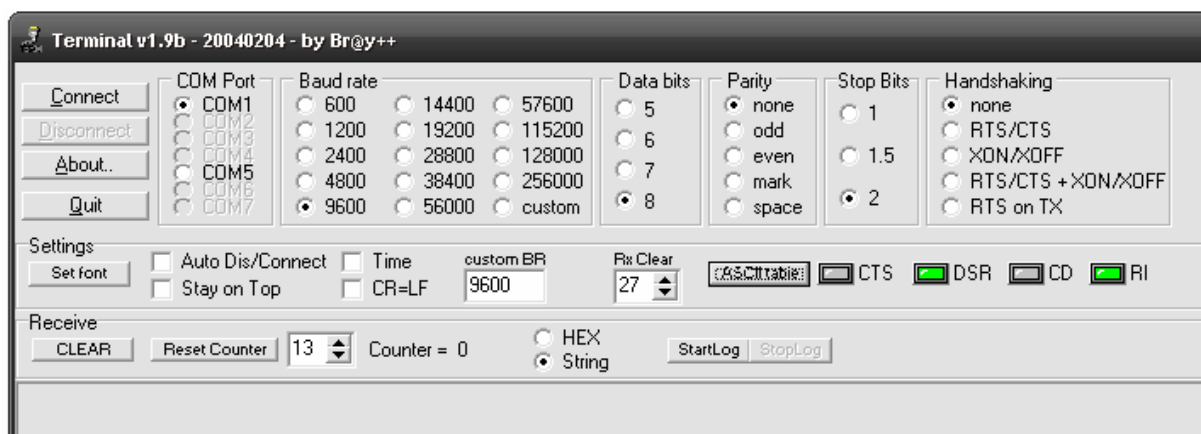 Terminal v1.9b - 20040204 - by Br@y++
Connect
Disconnect
About..
Quit
COM Port
COM1
COM2
COM3
COM4
COM5
COM6
COM7
Baud rate
600 14400 57600
1200 19200 115200
2400 28800 128000
4800 38400 256000
9600 56000 custom
Data bits
5
6
7
8
Parity
none
odd
even
mark
space
Stop Bits
1
1.5
2
Handshaking
none
RTS/CTS
XON/XOFF
RTS/CTS + XON/XOFF
RTS on TX
Settings
Set font
Auto Dis/Connect Time
Stay on Top CR=LF
custom BR
9600
Rx Clear
27
ASCII table CTS DSR CD RI
Receive
CLEAR Reset Counter 13 Counter = 0
HEX
String
StartLog StopLog